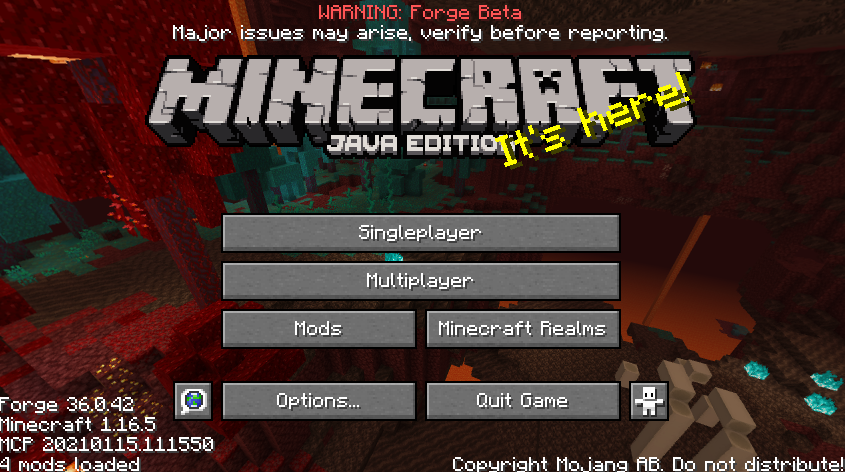 WARNING: Forge Beta
Major issues may arise, verify before reporting.
MINECRAFT
JAVA EDITION
It's here!
Singleplayer
Multiplayer
Mods
Minecraft Realms
Options...
Quit Game
Forge 36.0.42
Minecraft 1.16.5
MCP 20210115.111550
4 mods loaded
Copyright Mojang AB. Do not distribute!